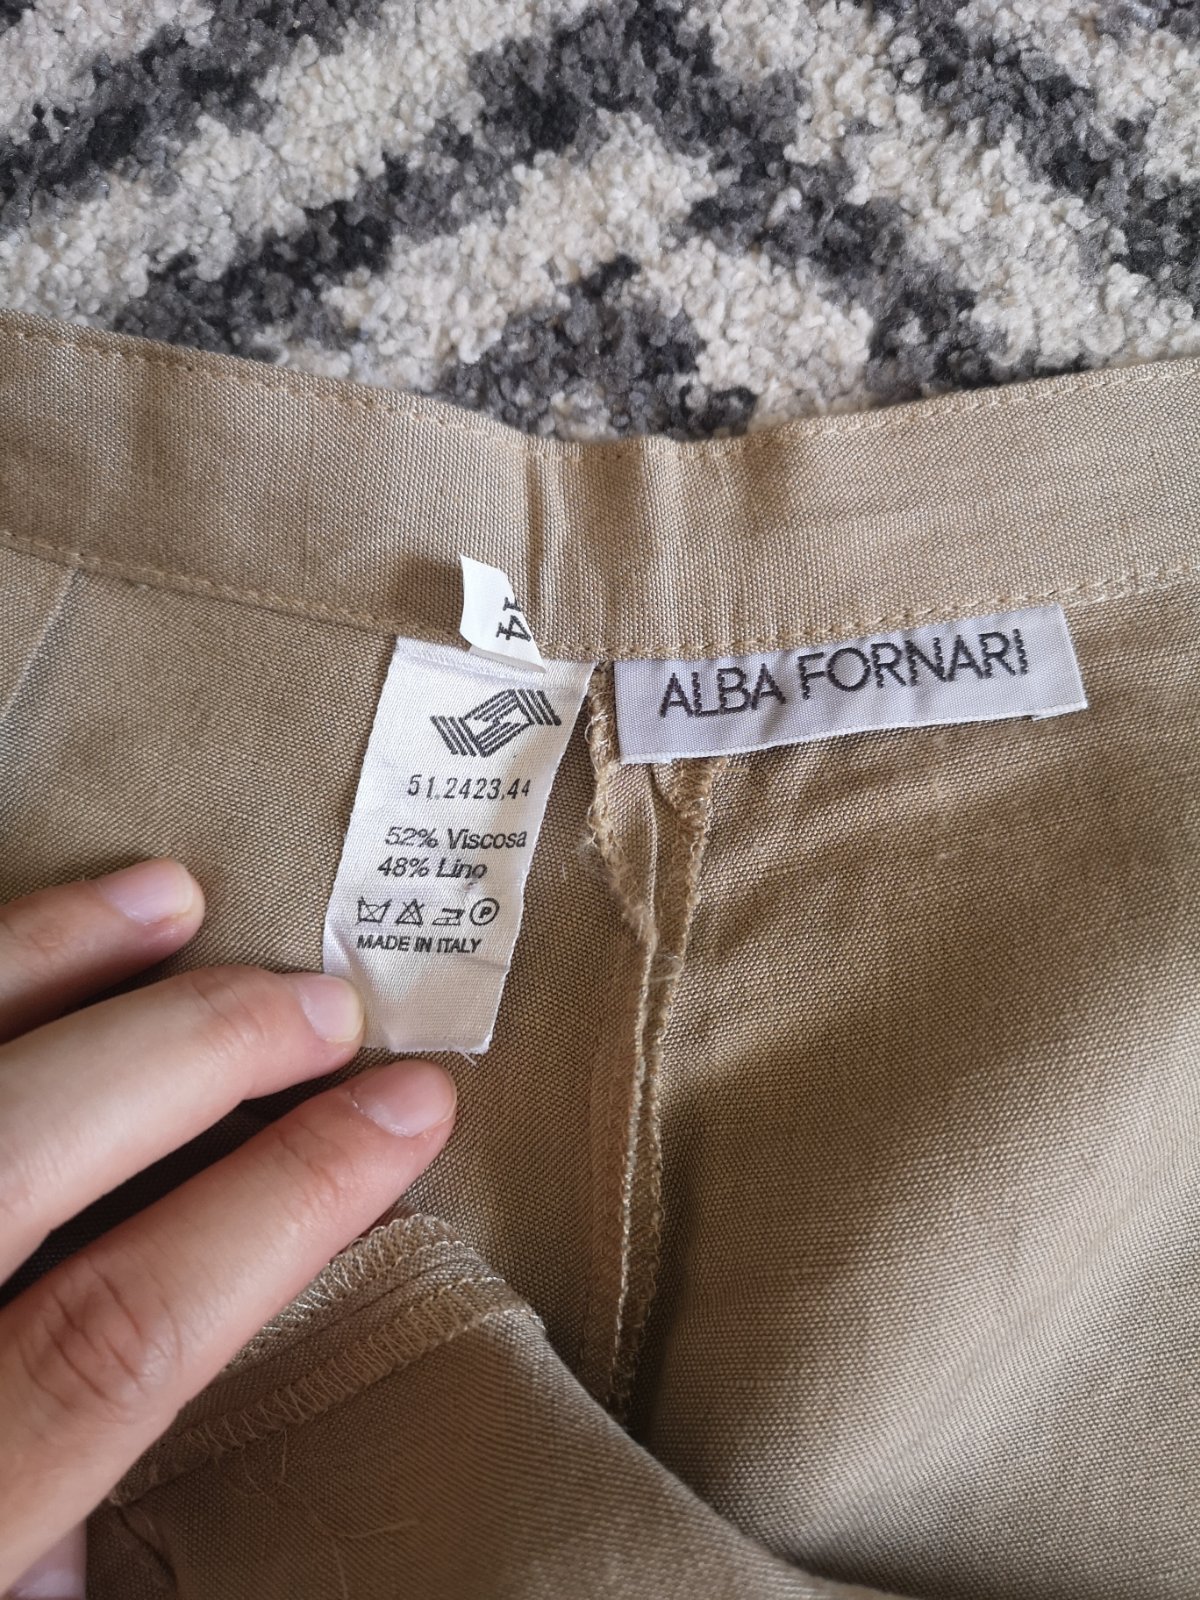 44
ALBA FORNARI
51.2423.44
52% Viscosa
48% Lino
P
MADE IN ITALY